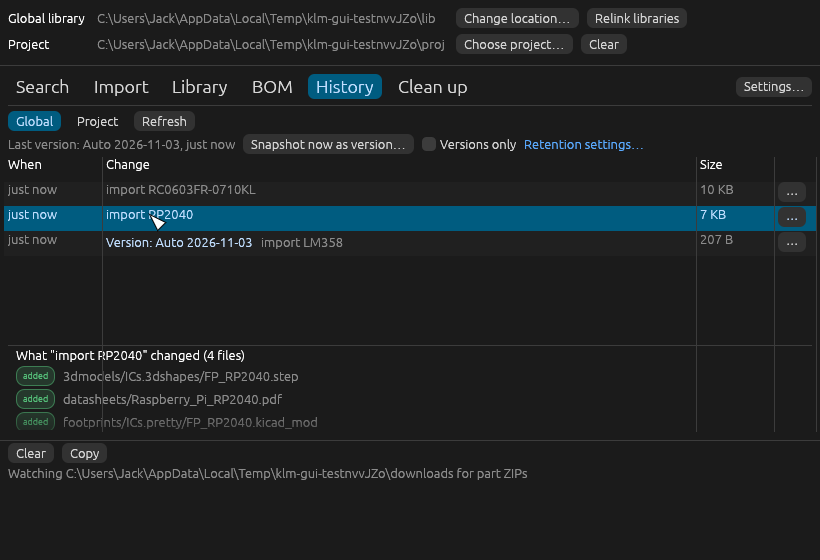 Global library C:\Users\Jack\AppData\Local\Temp\klm-gui-testnvvJZo\lib Change location... Relink libraries
Project C:\Users\Jack\AppData\Local\Temp\klm-gui-testnvvJZo\proj Choose project... Clear
Search Import Library BOM History Clean up Settings...
Global Project Refresh
Last version: Auto 2026-11-03, just now Snapshot now as version... Versions only Retention settings...
When Change Size
just now import RC0603FR-0710KL 10 KB ...
just now import RP2040 7 KB ...
just now Version: Auto 2026-11-03 import LM358 207 B ...
What "import RP2040" changed (4 files)
added 3dmodels/ICs.3dshapes/FP_RP2040.step
added datasheets/Raspberry_Pi_RP2040.pdf
added footprints/ICs.pretty/FP_RP2040.kicad_mod
Clear Copy
Watching C:\Users\Jack\AppData\Local\Temp\klm-gui-testnvvJZo\downloads for part ZIPs